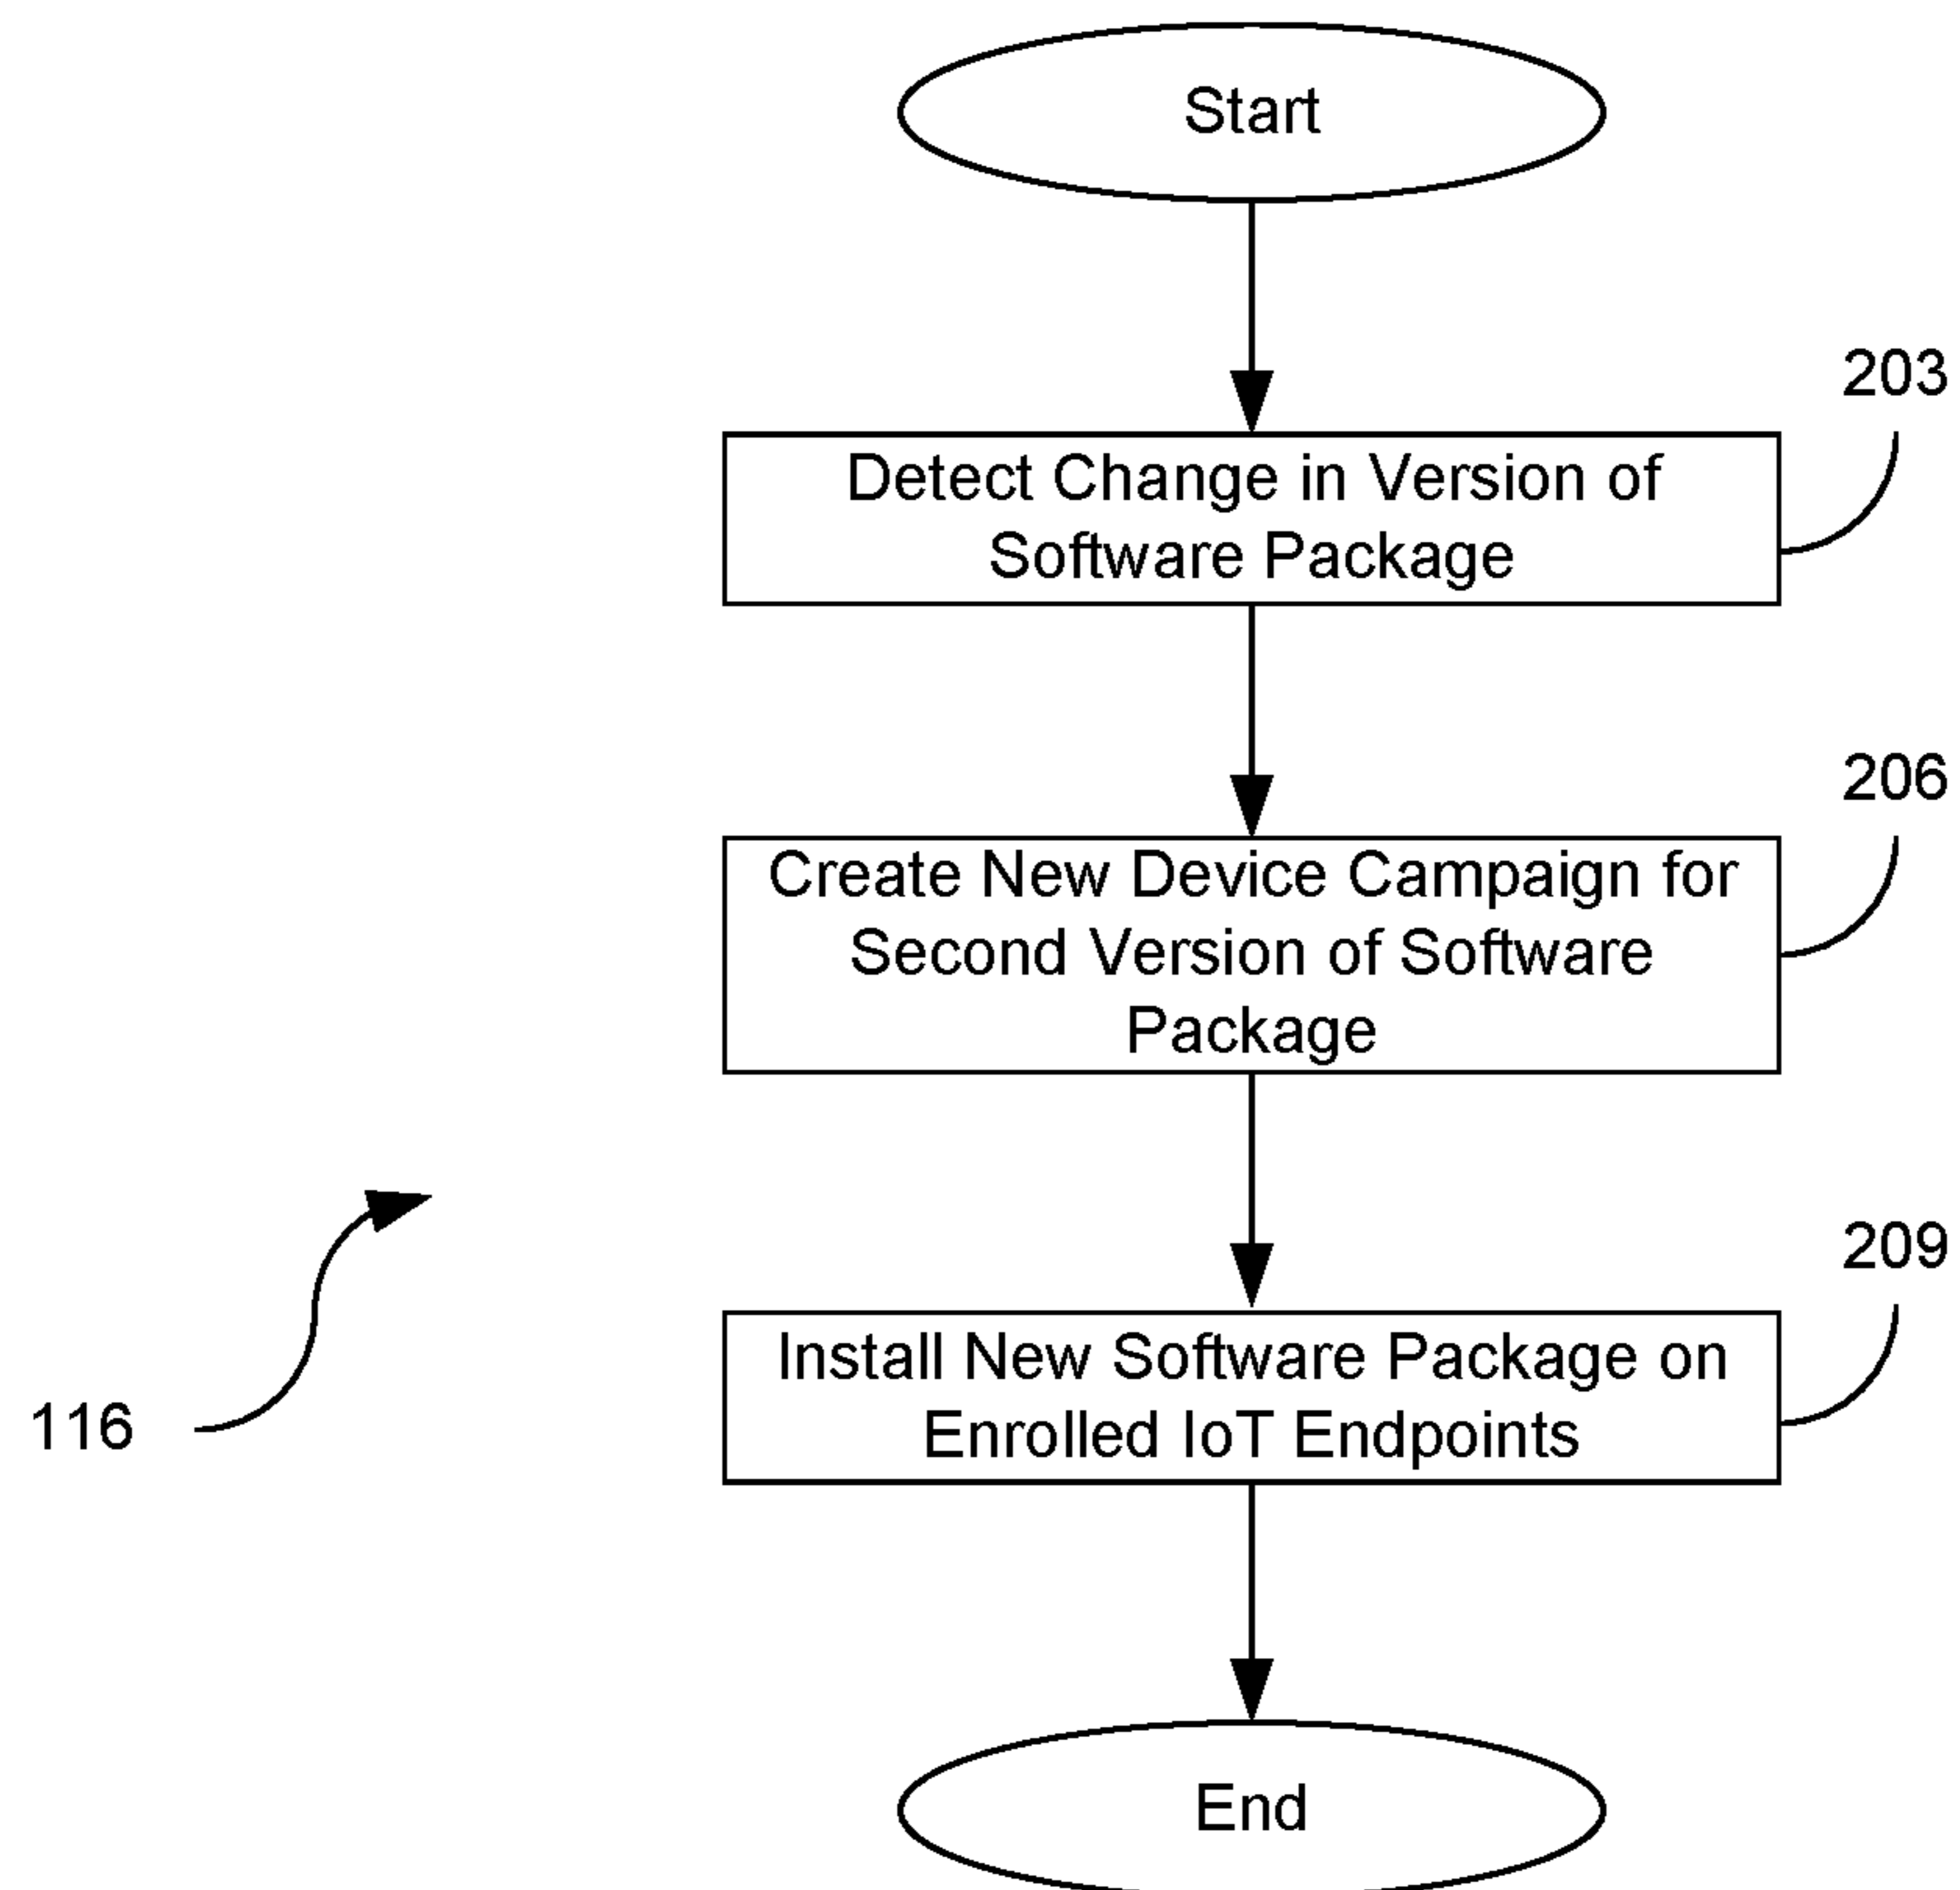 Start
203
Detect Change in Version of
Software Package
206
Create New Device Campaign for
Second Version of Software
Package
209
Install New Software Package on
Enrolled IoT Endpoints
116
End